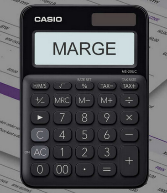 CASIO
MARGE
MS-20UC
√ % TAX- TAX+
+/- MRC M- M+ ÷
▶ 7 8 9 ×
C 4 5 6 -
AC 1 2 3 +
0 00 · =